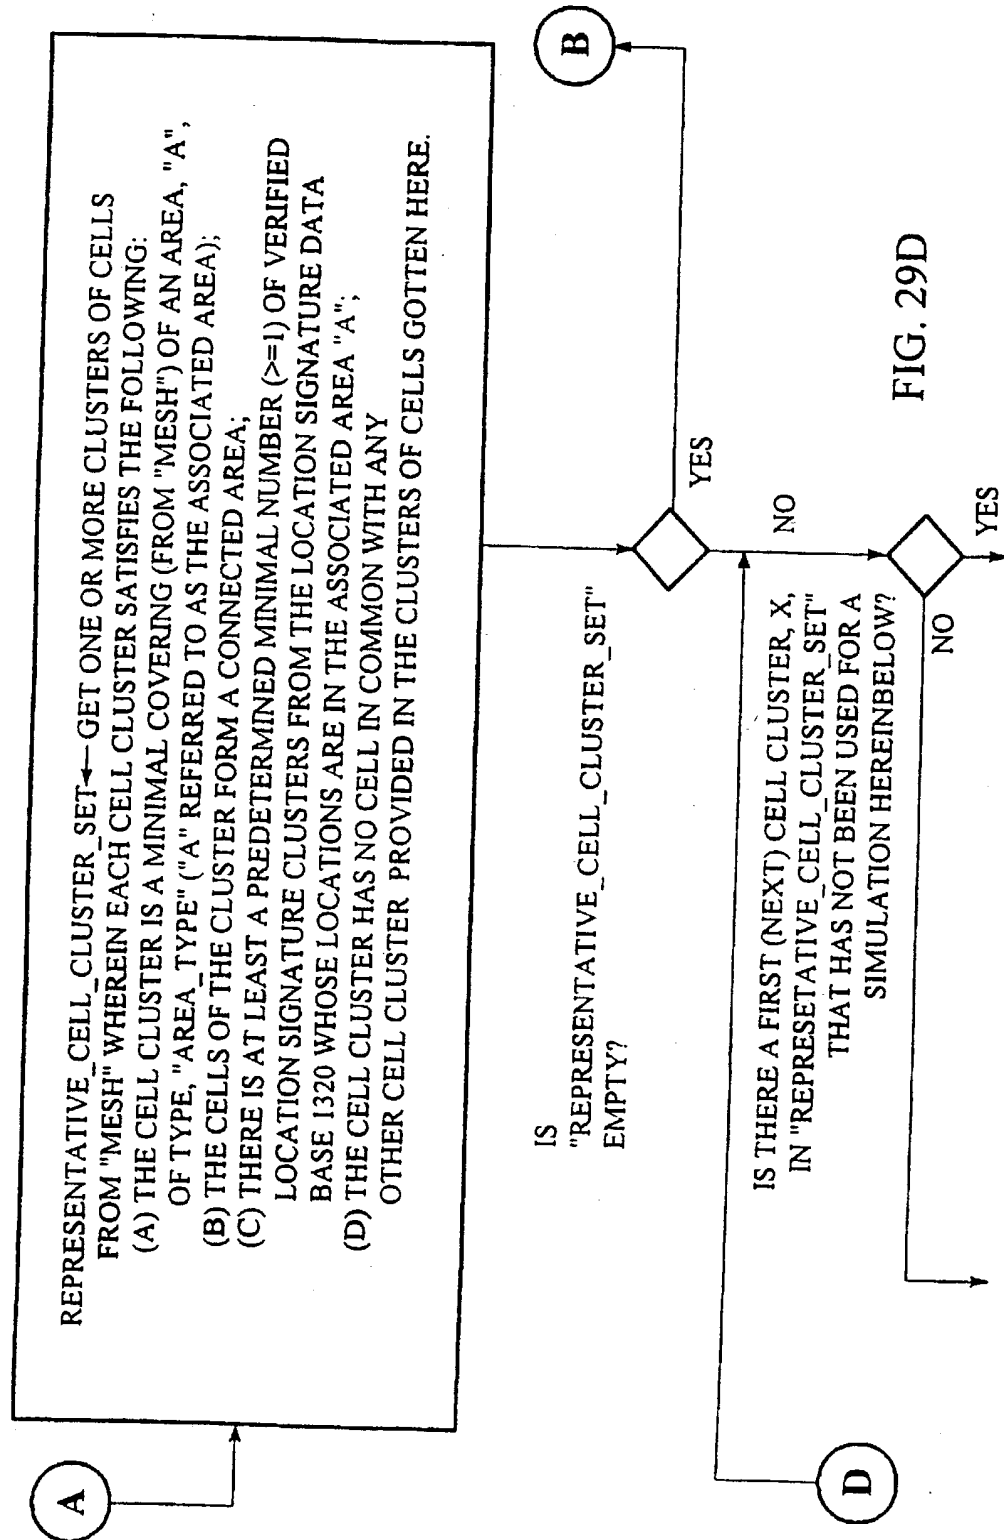 A
REPRESENTATIVE_CELL_CLUSTER_SET←GET ONE OR MORE CLUSTERS OF CELLS
FROM "MESH" WHEREIN EACH CELL CLUSTER SATISFIES THE FOLLOWING:
(A) THE CELL CLUSTER IS A MINIMAL COVERING (FROM "MESH") OF AN AREA, "A",
OF TYPE, "AREA_TYPE" ("A" REFERRED TO AS THE ASSOCIATED AREA);
(B) THE CELLS OF THE CLUSTER FORM A CONNECTED AREA;
(C) THERE IS AT LEAST A PREDETERMINED MINIMAL NUMBER (>=1) OF VERIFIED
LOCATION SIGNATURE CLUSTERS FROM THE LOCATION SIGNATURE DATA
BASE 1320 WHOSE LOCATIONS ARE IN THE ASSOCIATED AREA "A";
(D) THE CELL CLUSTER HAS NO CELL IN COMMON WITH ANY
OTHER CELL CLUSTER PROVIDED IN THE CLUSTERS OF CELLS GOTTEN HERE.
IS
"REPRESENTATIVE_CELL_CLUSTER_SET"
EMPTY?
YES
B
NO
D
IS THERE A FIRST (NEXT) CELL CLUSTER, X,
IN "REPRESETATIVE_CELL_CLUSTER_SET"
THAT HAS NOT BEEN USED FOR A
SIMULATION HEREINBELOW?
NO
YES
FIG. 29D